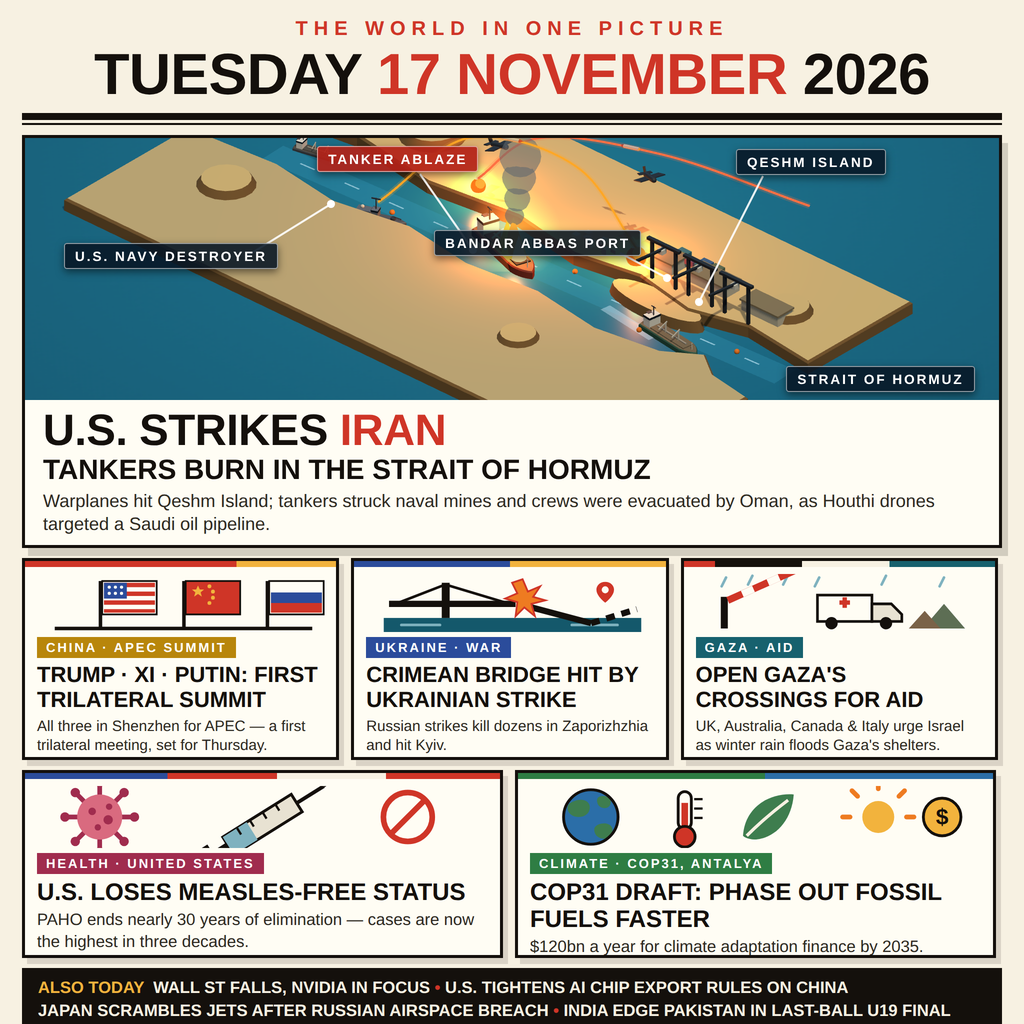 THE WORLD IN ONE PICTURE
TUESDAY 17 NOVEMBER 2026
TANKER ABLAZE
QESHM ISLAND
U.S. NAVY DESTROYER
BANDAR ABBAS PORT
STRAIT OF HORMUZ
U.S. STRIKES IRAN
TANKERS BURN IN THE STRAIT OF HORMUZ
Warplanes hit Qeshm Island; tankers struck naval mines and crews were evacuated by Oman, as Houthi drones
targeted a Saudi oil pipeline.
CHINA · APEC SUMMIT
TRUMP · XI · PUTIN: FIRST
TRILATERAL SUMMIT
All three in Shenzhen for APEC — a first
trilateral meeting, set for Thursday.
UKRAINE · WAR
CRIMEAN BRIDGE HIT BY
UKRAINIAN STRIKE
Russian strikes kill dozens in Zaporizhzhia
and hit Kyiv.
GAZA · AID
OPEN GAZA'S
CROSSINGS FOR AID
UK, Australia, Canada & Italy urge Israel
as winter rain floods Gaza's shelters.
HEALTH · UNITED STATES
U.S. LOSES MEASLES-FREE STATUS
PAHO ends nearly 30 years of elimination — cases are now
the highest in three decades.
$
CLIMATE · COP31, ANTALYA
COP31 DRAFT: PHASE OUT FOSSIL
FUELS FASTER
$120bn a year for climate adaptation finance by 2035.
ALSO TODAY WALL ST FALLS, NVIDIA IN FOCUS • U.S. TIGHTENS AI CHIP EXPORT RULES ON CHINA
JAPAN SCRAMBLES JETS AFTER RUSSIAN AIRSPACE BREACH • INDIA EDGE PAKISTAN IN LAST-BALL U19 FINAL